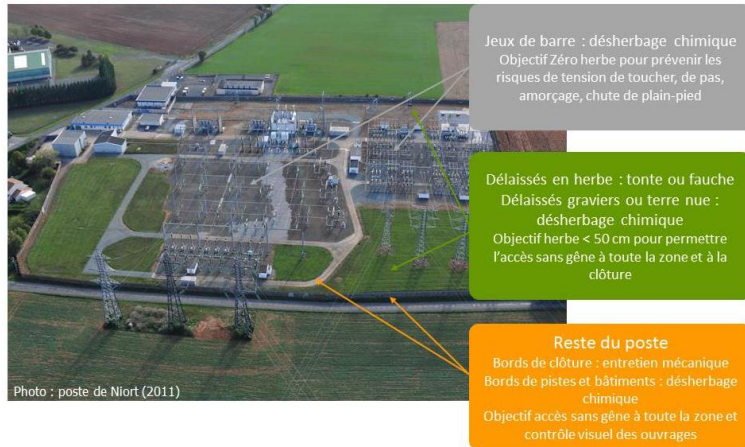 Jeux de barre : désherbage chimique
Objectif Zéro herbe pour prévenir les
risques de tension de toucher, de pas,
amorçage, chute de plain-pied
Délaissés en herbe : tonte ou fauche
Délaissés graviers ou terre nue :
désherbage chimique
Objectif herbe < 50 cm pour permettre
l'accès sans gêne à toute la zone et à la
clôture
Reste du poste
Bords de clôture : entretien mécanique
Bords de pistes et bâtiments : désherbage
chimique
Objectif accès sans gêne à toute la zone et
contrôle visuel des ouvrages
Photo : poste de Niort (2011)